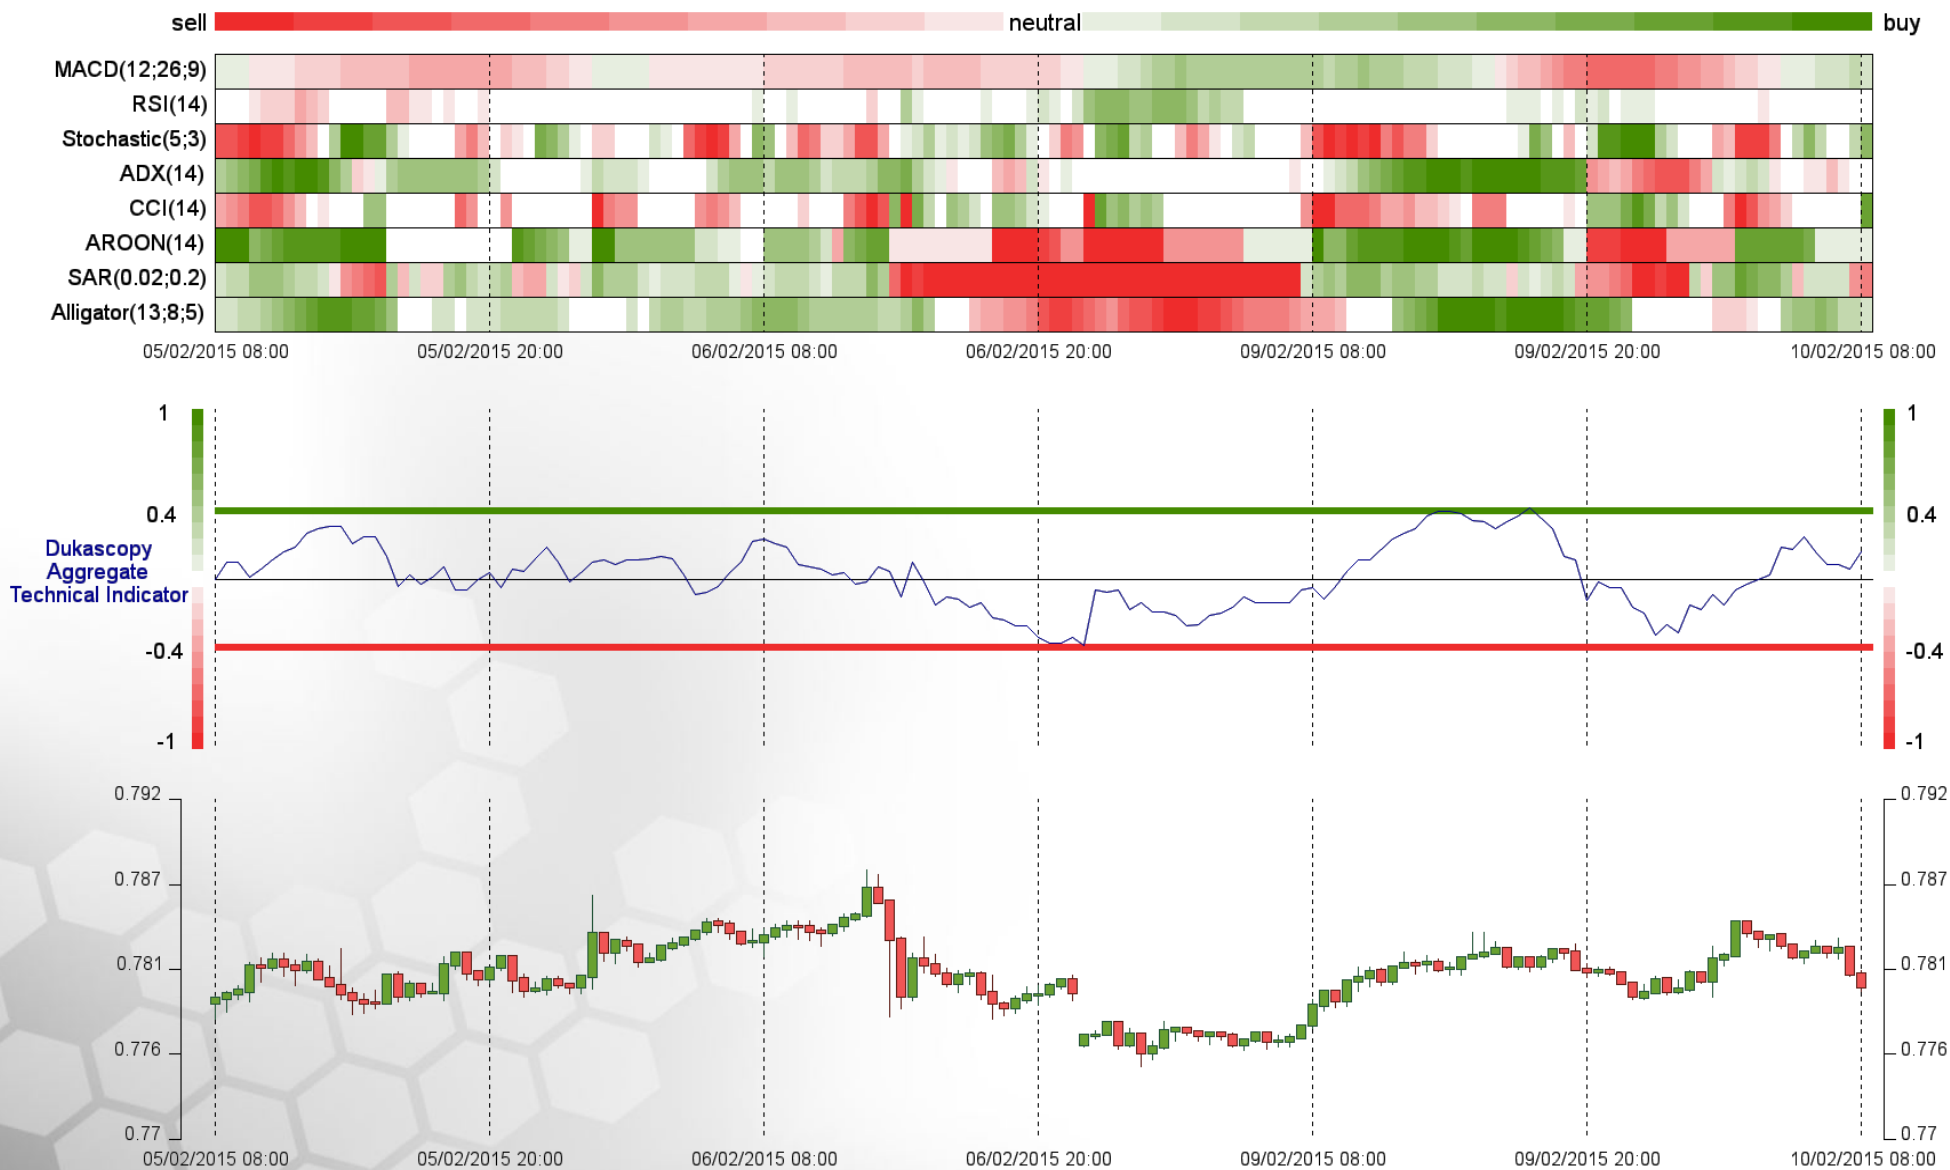 sell neutral buy
MACD(12;26;9)
RSI(14)
Stochastic(5;3)
ADX(14)
CCI(14)
AROON(14)
SAR(0.02;0.2)
Alligator(13;8;5)
05/02/2015 08:00 05/02/2015 20:00 06/02/2015 08:00 06/02/2015 20:00 09/02/2015 08:00 09/02/2015 20:00 10/02/2015 08:00
1 1
0.4 0.4
Dukascopy
Aggregate
Technical Indicator
-0.4 -0.4
-1 -1
0.792 0.792
0.787 0.787
0.781 0.781
0.776 0.776
0.77 0.77
05/02/2015 08:00 05/02/2015 20:00 06/02/2015 08:00 06/02/2015 20:00 09/02/2015 08:00 09/02/2015 20:00 10/02/2015 08:00